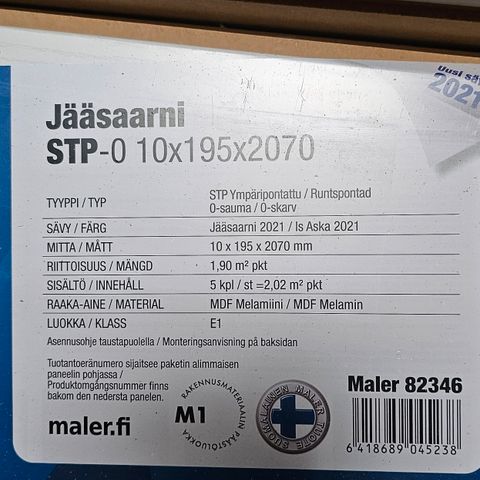 Uusi sä
2021
Jääsaarni
STP-0 10x195x2070
TYYPPI / TYP STP Ympäripontattu / Runtspontad
0-sauma / 0-skarv
SÄVY / FÄRG Jääsaarni 2021 / Is Aska 2021
MITTA / MÅTT 10 x 195 x 2070 mm
RIITTOISUUS / MÄNGD 1,90 m² pkt
SISÄLTÖ / INNEHÅLL 5 kpl / st =2,02 m² pkt
RAAKA-AINE / MATERIAL MDF Melamiini / MDF Melamin
LUOKKA / KLASS E1
Asennusohje taustapuolella / Monteringsanvisning på baksidan
Tuotantoeränumero sijaitsee paketin alimmaisen
paneelin pohjassa /
Produktomgångsnummer finns
bakom den nedersta panelen.
maler.fi
RAKENNUSMATERIAALIN
M1
PÄÄSTÖLUOKKA
SUOMALAINEN MALER TUOTE
Maler 82346
6 418689 045238